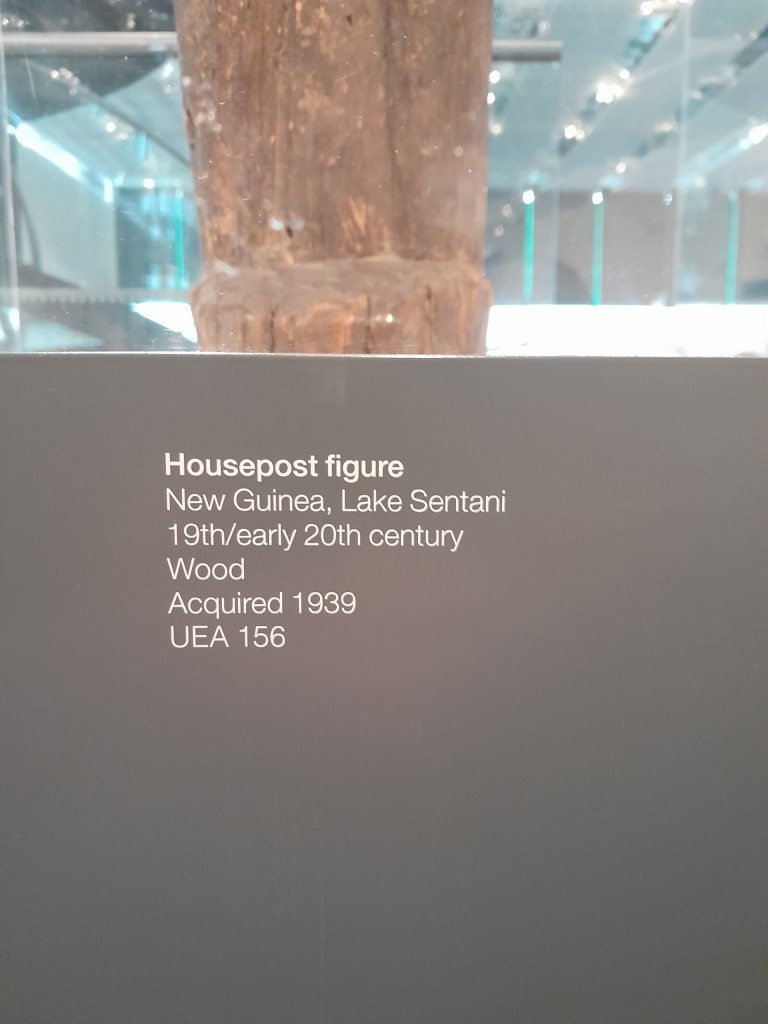 Housepost figure
New Guinea, Lake Sentani
19th/early 20th century
Wood
Acquired 1939
UEA 156